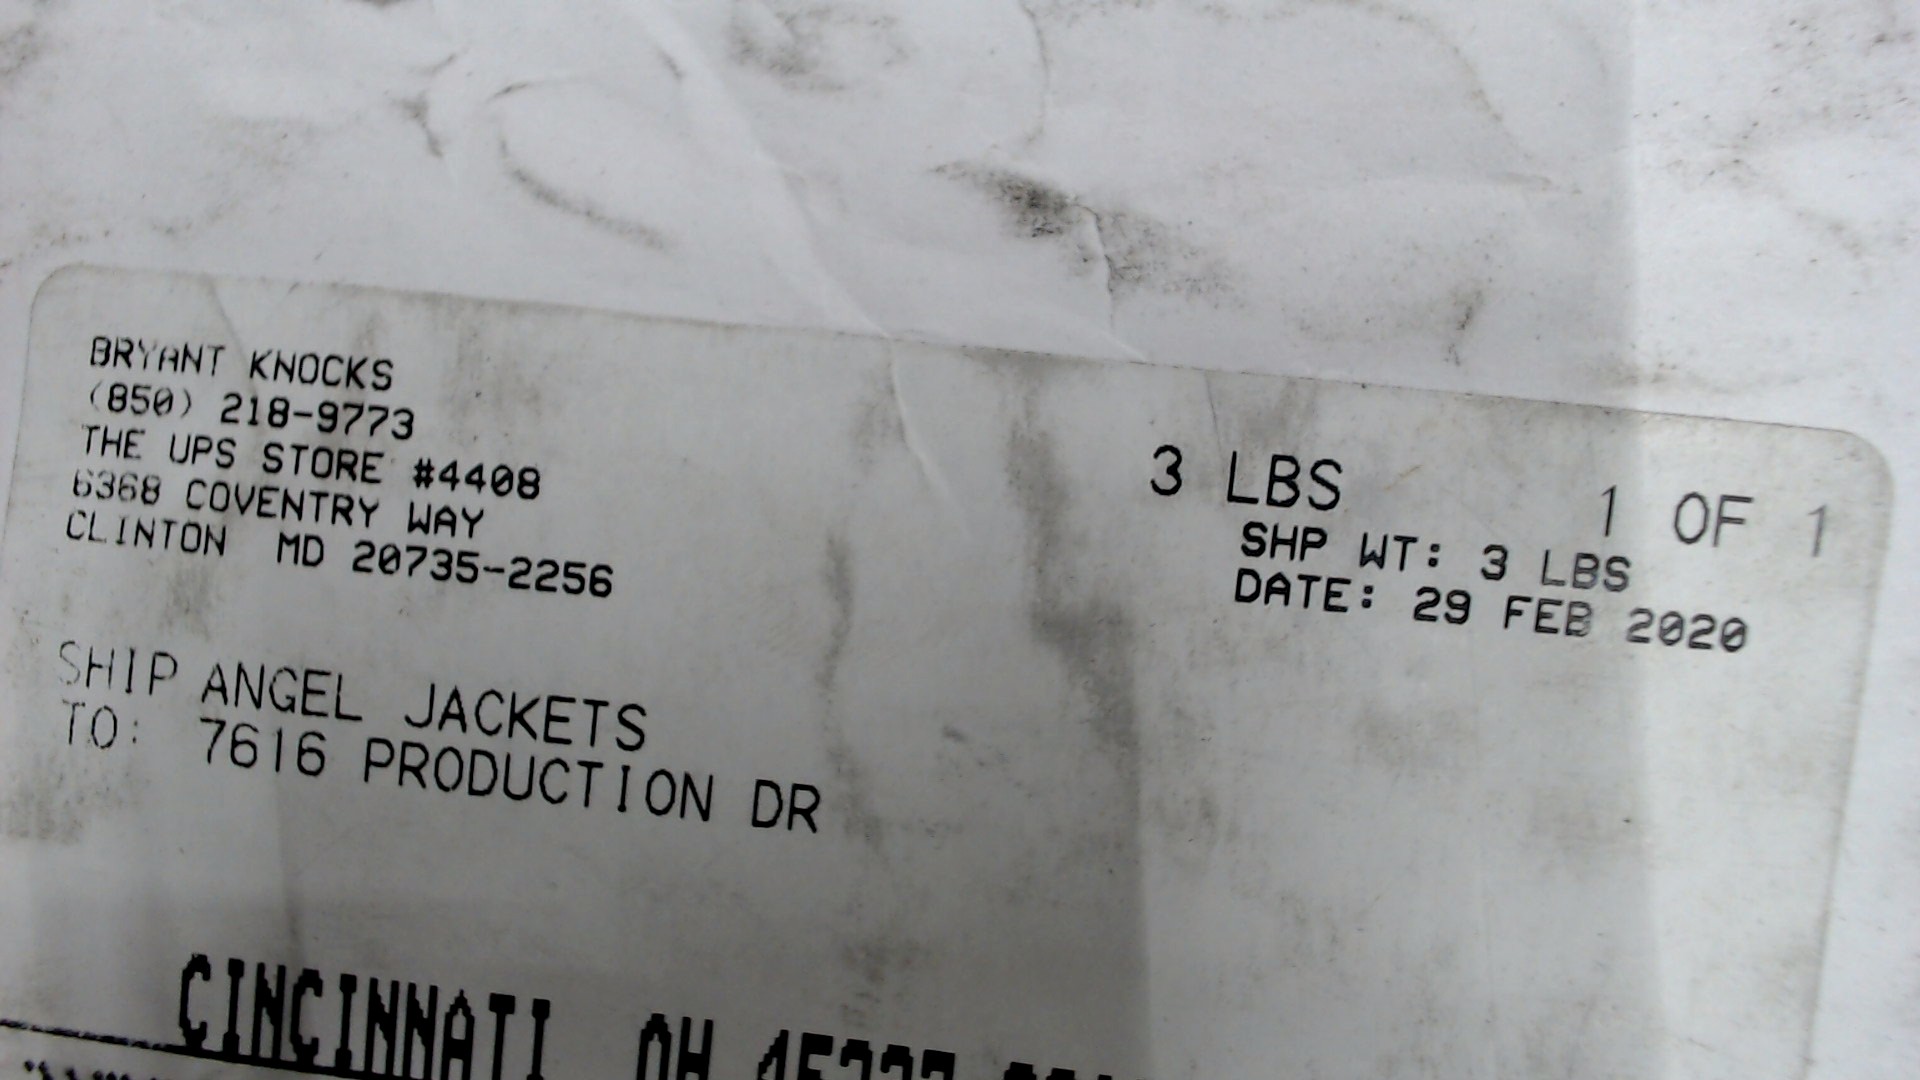 BRYANT KNOCKS
(850) 218-9773
THE UPS STORE #4408
6368 COVENTRY WAY
CLINTON MD 20735-2256
3 LBS 1 OF 1
SHP WT: 3 LBS
DATE: 29 FEB 2020
SHIP ANGEL JACKETS
TO: 7616 PRODUCTION DR
CINCINNATI OH